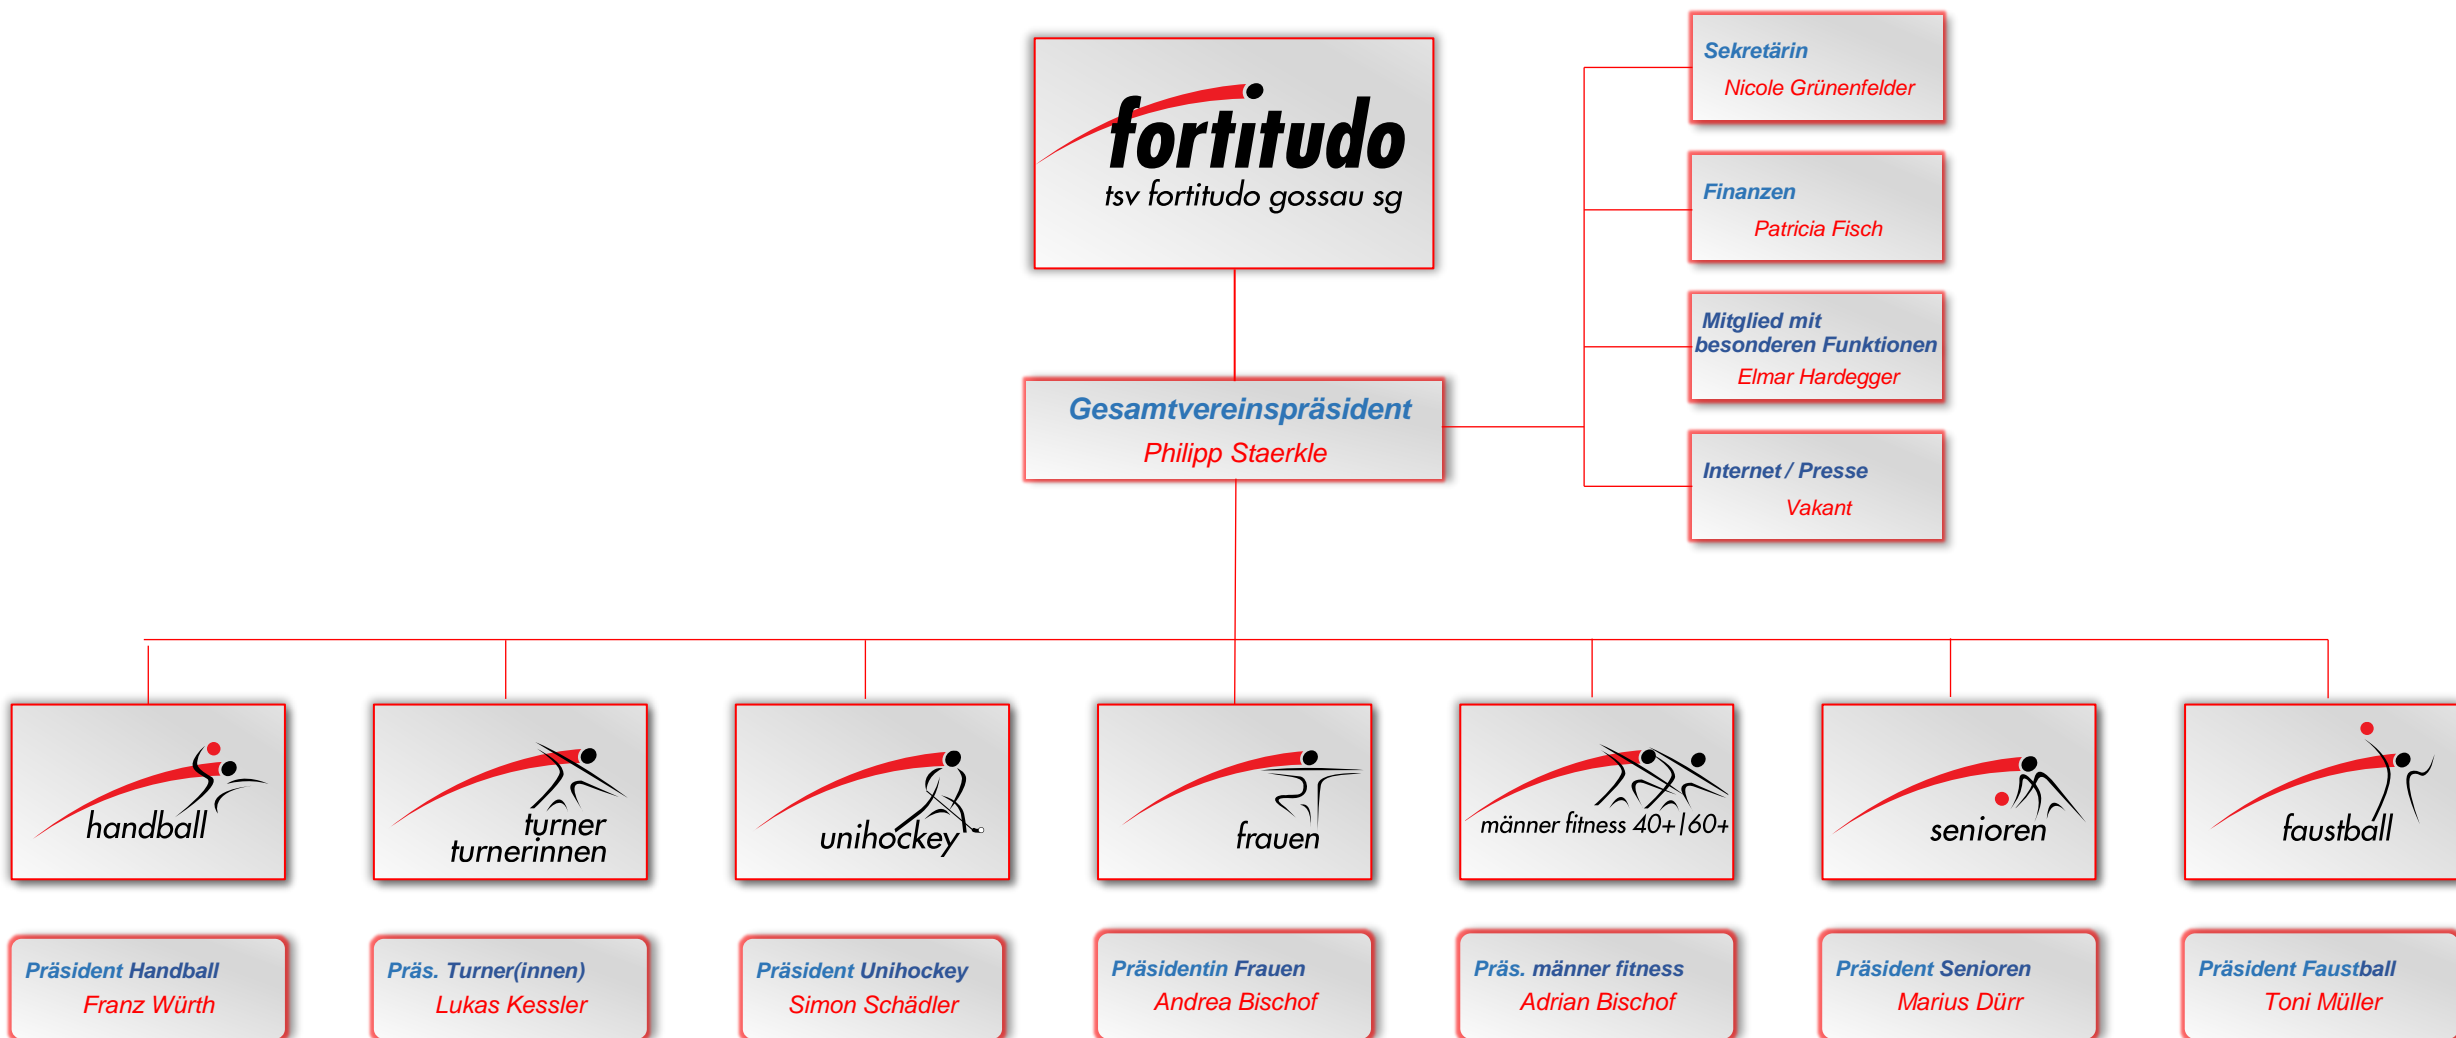 fortitudo
tsv fortitudo gossau sg
Sekretärin
Nicole Grünenfelder
Finanzen
Patricia Fisch
Mitglied mit
besonderen Funktionen
Elmar Hardegger
Internet / Presse
Vakant
Gesamtvereinspräsident
Philipp Staerkle
handball
turner
turnerinnen
unihockey
frauen
männer fitness 40+|60+
senioren
faustball
Präsident Handball
Franz Würth
Präs. Turner(innen)
Lukas Kessler
Präsident Unihockey
Simon Schädler
Präsidentin Frauen
Andrea Bischof
Präs. männer fitness
Adrian Bischof
Präsident Senioren
Marius Dürr
Präsident Faustball
Toni Müller